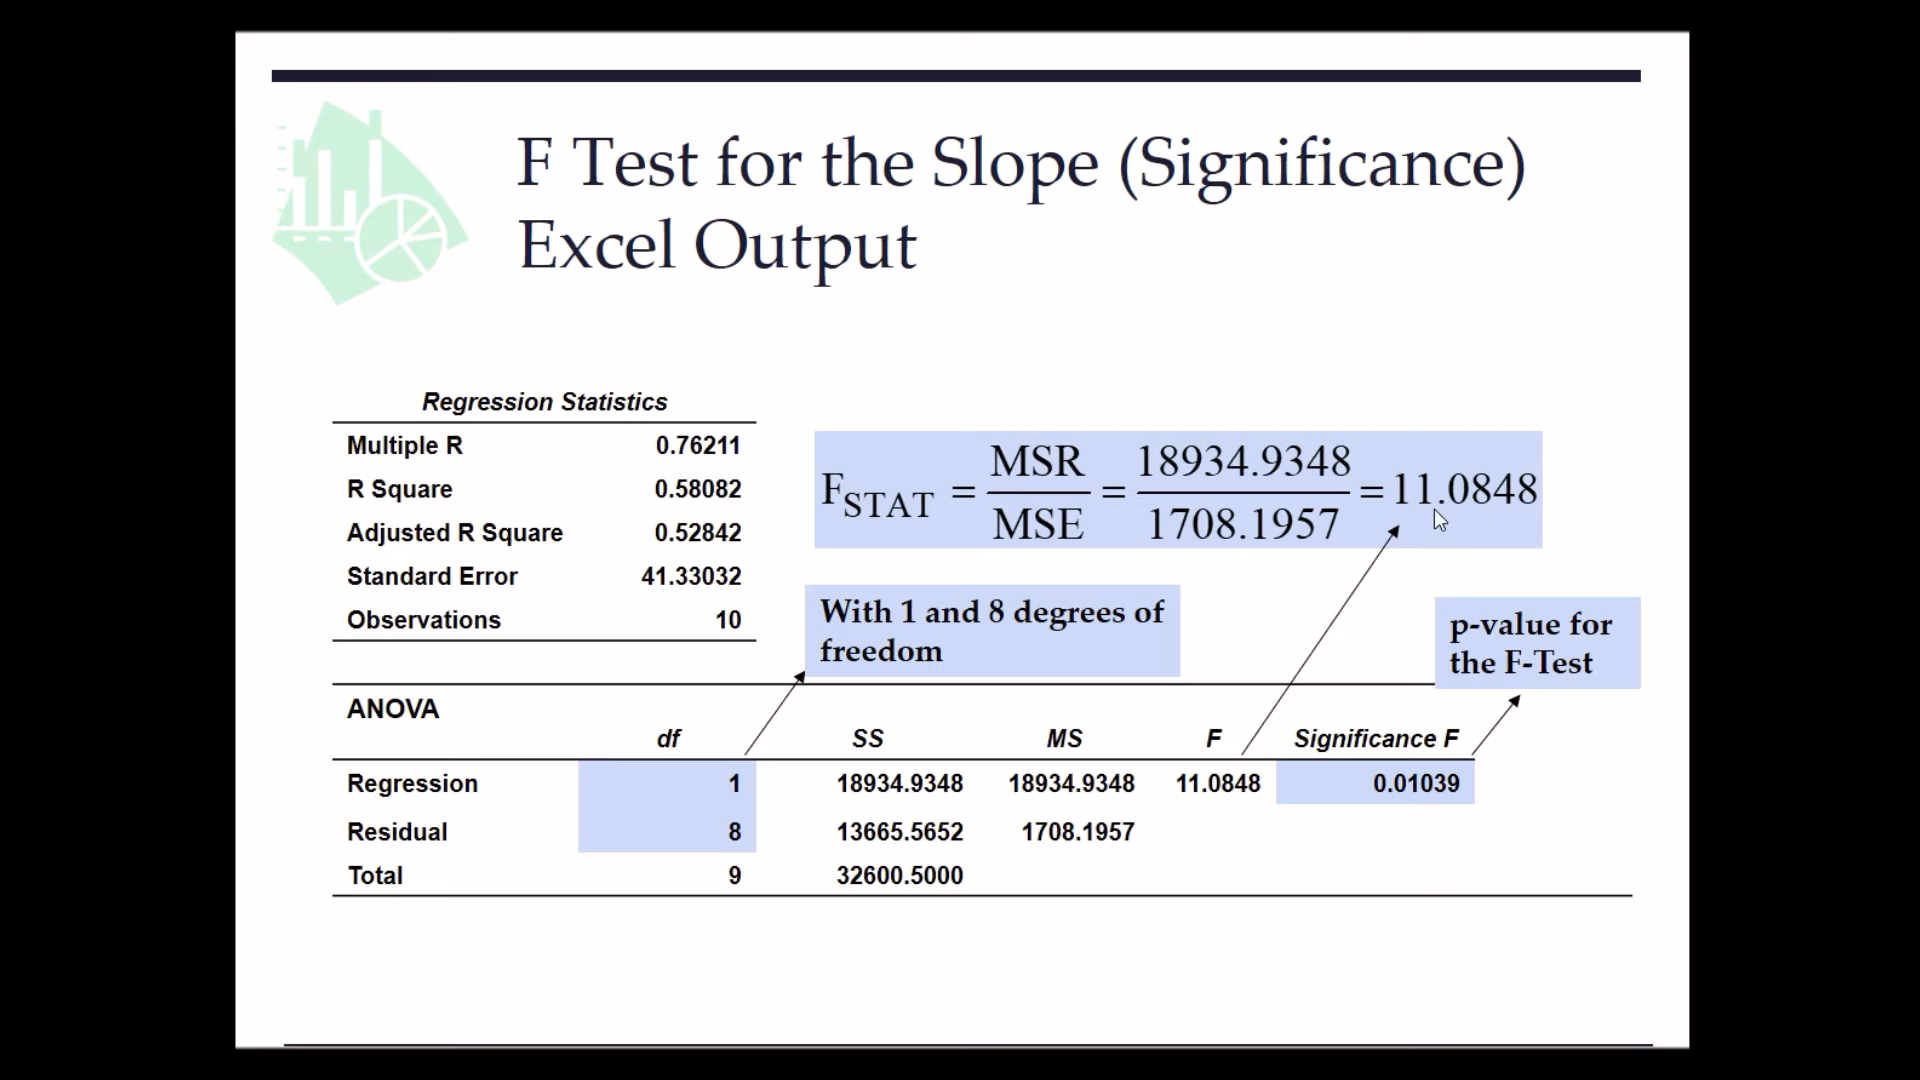 F Test for the Slope (Significance)
Excel Output
Regression Statistics
Multiple R 0.76211
R Square 0.58082
Adjusted R Square 0.52842
Standard Error 41.33032
Observations 10
F_STAT = MSR/MSE = 18934.9348/1708.1957 = 11.0848
With 1 and 8 degrees of
freedom
p-value for
the F-Test
ANOVA
df SS MS F Significance F
Regression 1 18934.9348 18934.9348 11.0848 0.01039
Residual 8 13665.5652 1708.1957
Total 9 32600.5000